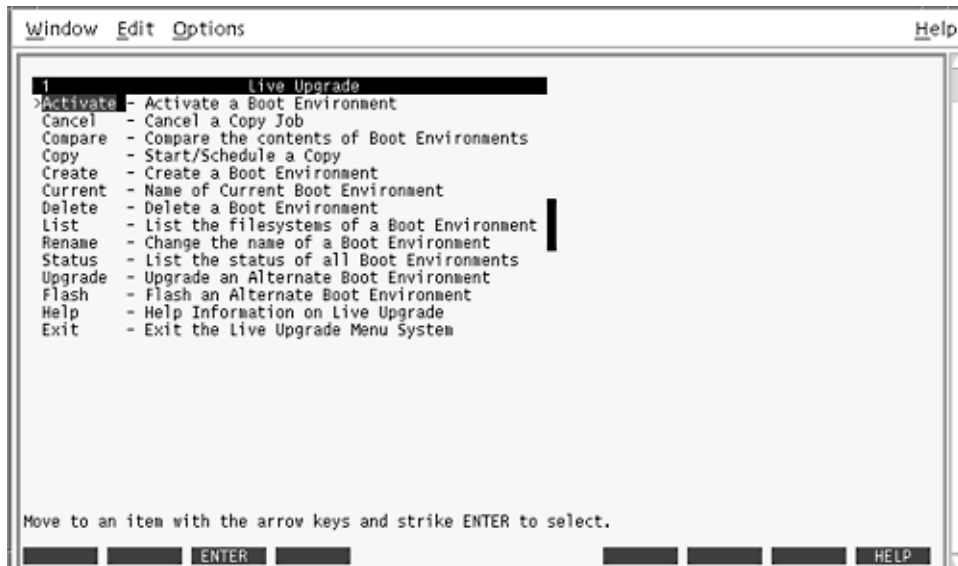 Window Edit Options Help
1 Live Upgrade
>Activate - Activate a Boot Environment
Cancel - Cancel a Copy Job
Compare - Compare the contents of Boot Environments
Copy - Start/Schedule a Copy
Create - Create a Boot Environment
Current - Name of Current Boot Environment
Delete - Delete a Boot Environment
List - List the filesystems of a Boot Environment
Rename - Change the name of a Boot Environment
Status - List the status of all Boot Environments
Upgrade - Upgrade an Alternate Boot Environment
Flash - Flash an Alternate Boot Environment
Help - Help Information on Live Upgrade
Exit - Exit the Live Upgrade Menu System
Move to an item with the arrow keys and strike ENTER to select.
ENTER HELP